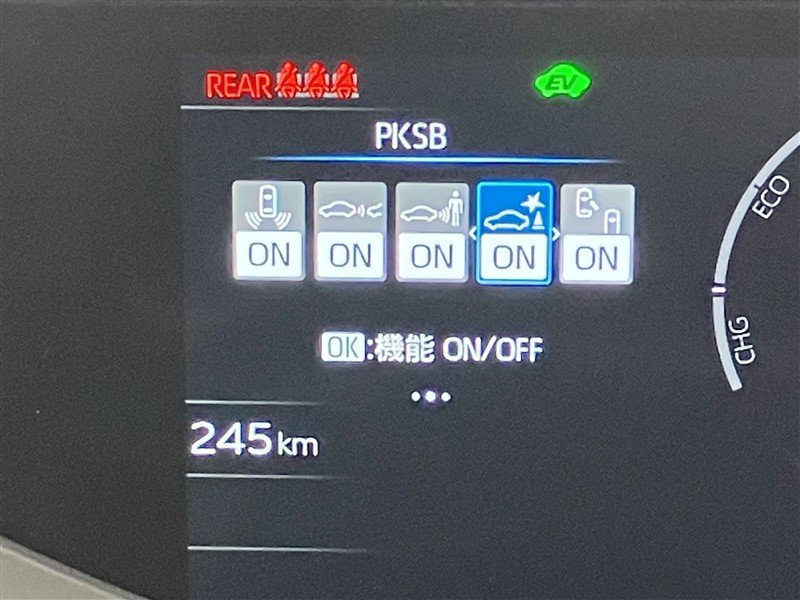 REAR
EV
PKSB
ON ON ON ON ON
OK:機能 ON/OFF
245km
ECO
CHG